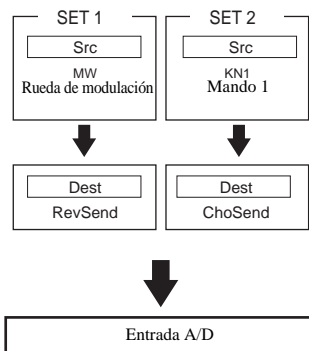 SET 1
Src
MW
Rueda de modulación
Dest
RevSend
SET 2
Src
KN1
Mando 1
Dest
ChoSend
Entrada A/D